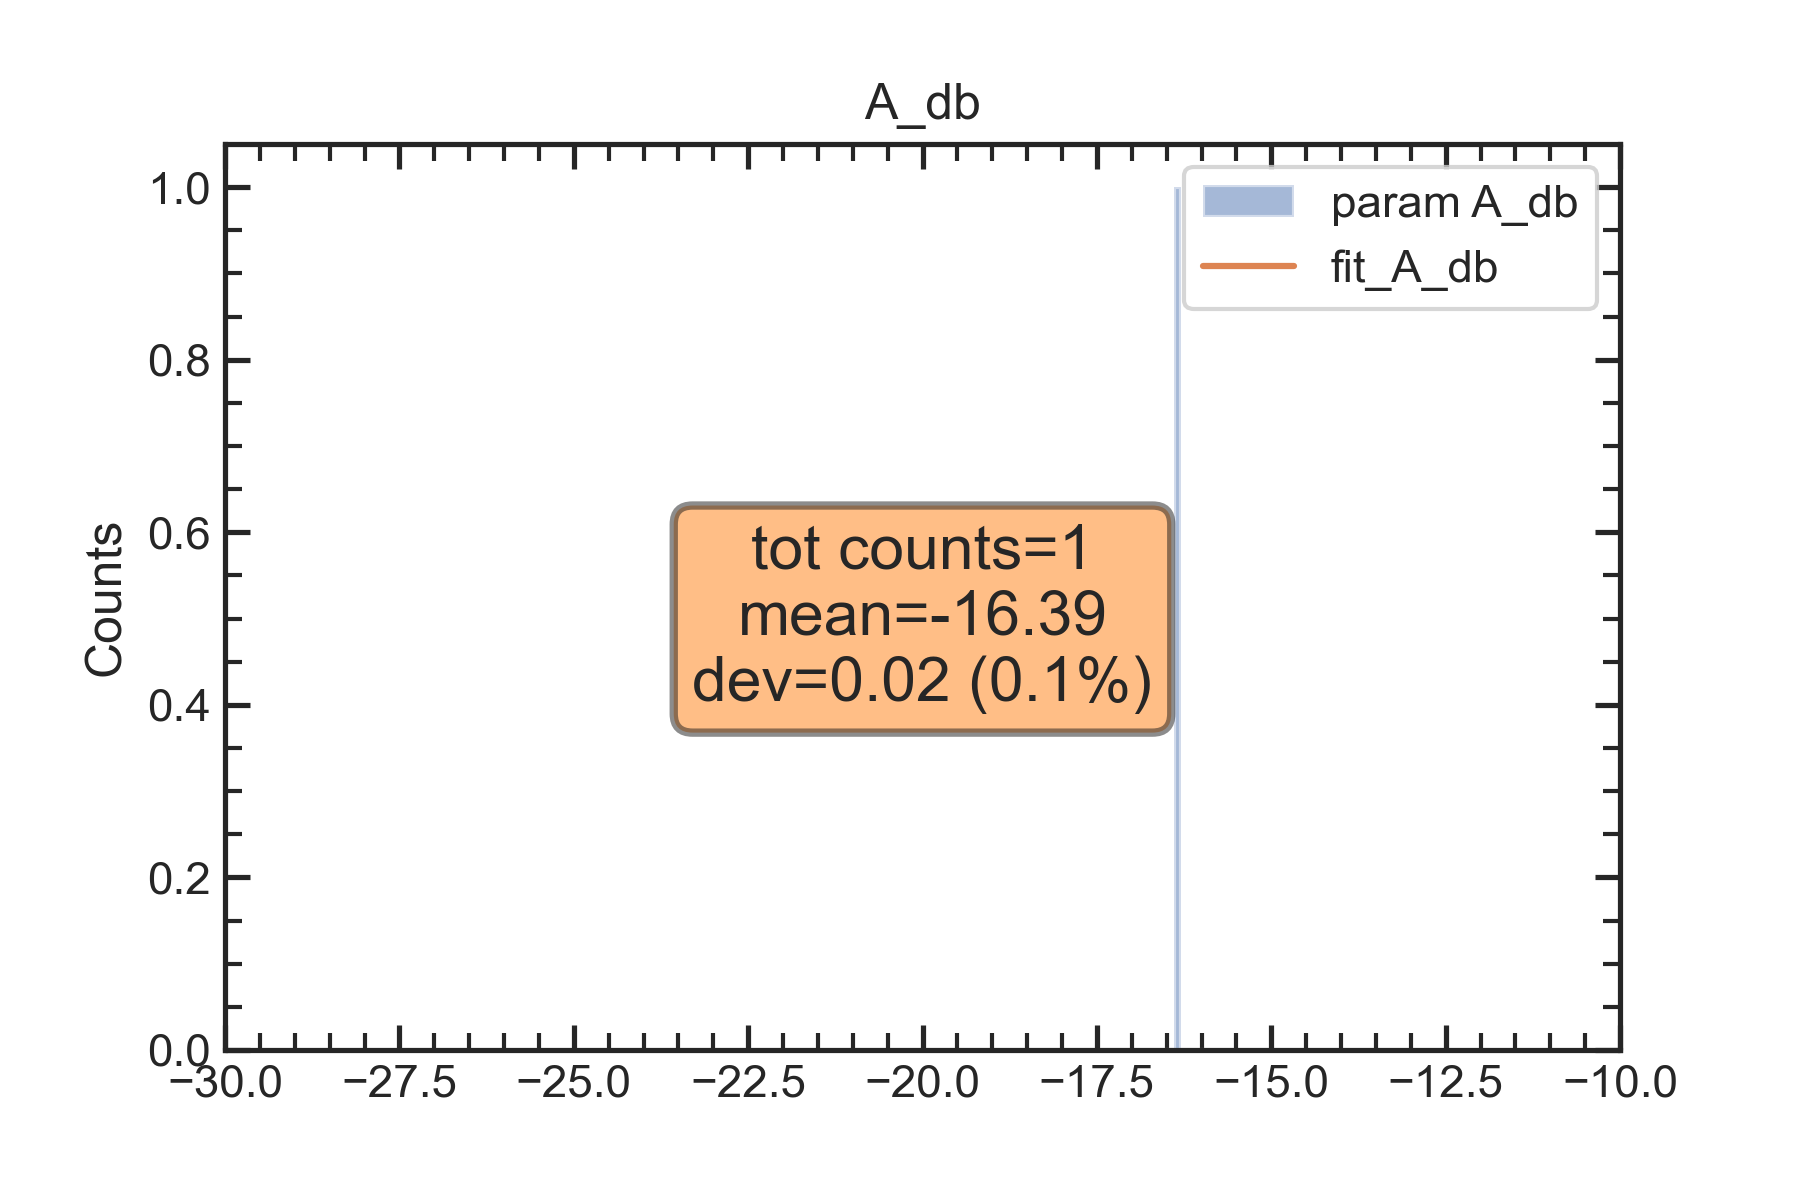 A_db
param A_db
fit_A_db
Counts
1.0
0.8
0.6
0.4
0.2
0.0
tot counts=1
mean=-16.39
dev=0.02 (0.1%)
−30.0 −27.5 −25.0 −22.5 −20.0 −17.5 −15.0 −12.5 −10.0